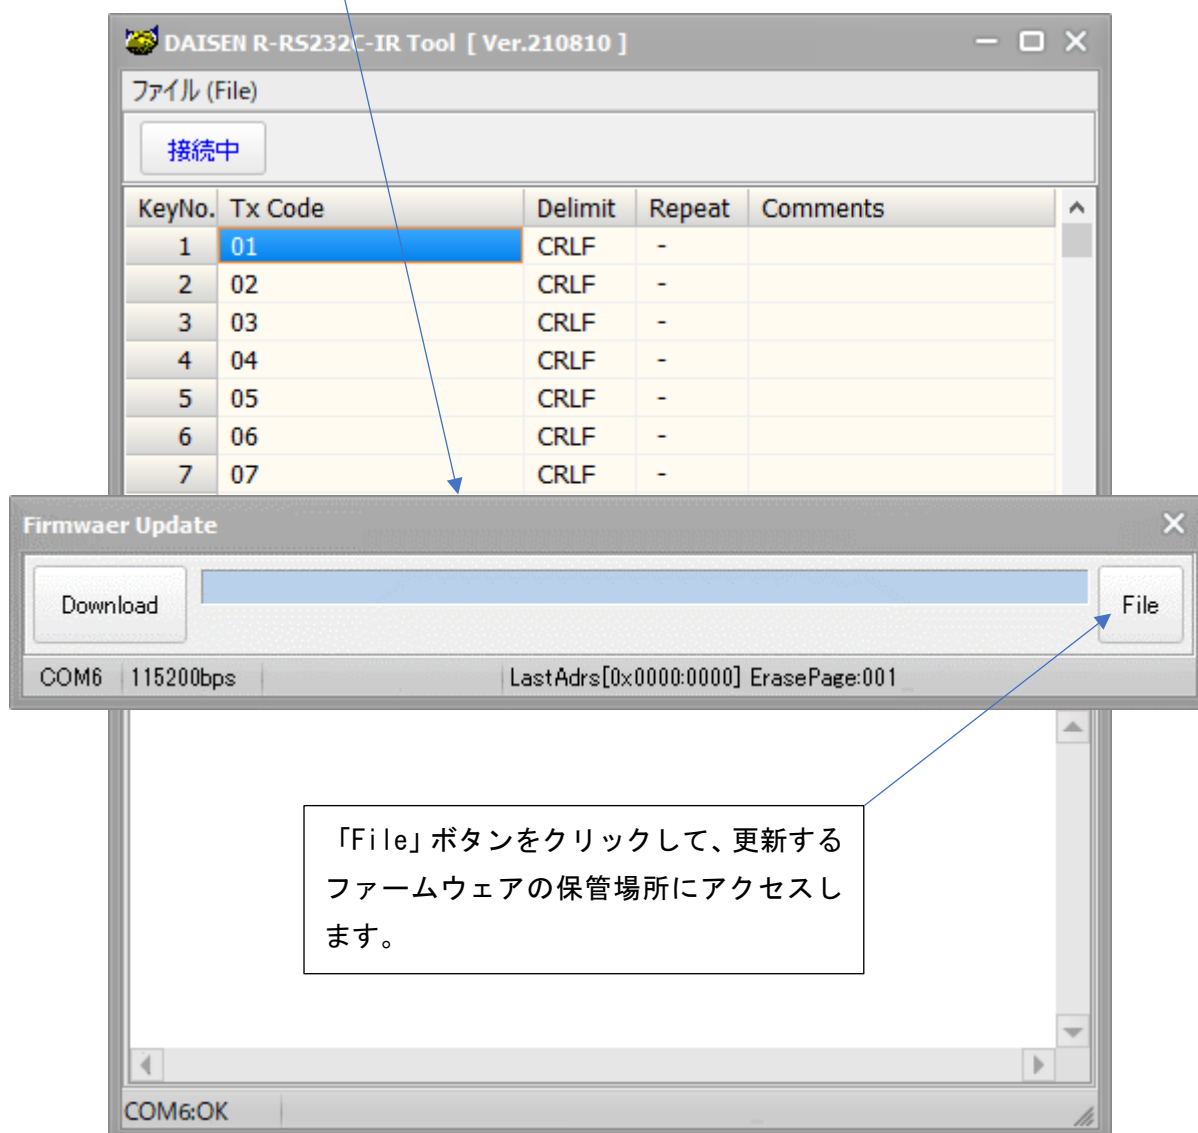 DAISEN R-RS232C-IR Tool [ Ver.210810 ]
ファイル (File)
接続中
KeyNo. Tx Code Delimit Repeat Comments
1 01 CRLF -
2 02 CRLF -
3 03 CRLF -
4 04 CRLF -
5 05 CRLF -
6 06 CRLF -
7 07 CRLF -
Firmwaer Update
Download File
COM6 115200bps LastAdrs[0x0000:0000] ErasePage:001
「File」ボタンをクリックして、更新する
ファームウェアの保管場所にアクセスし
ます。
COM6:OK